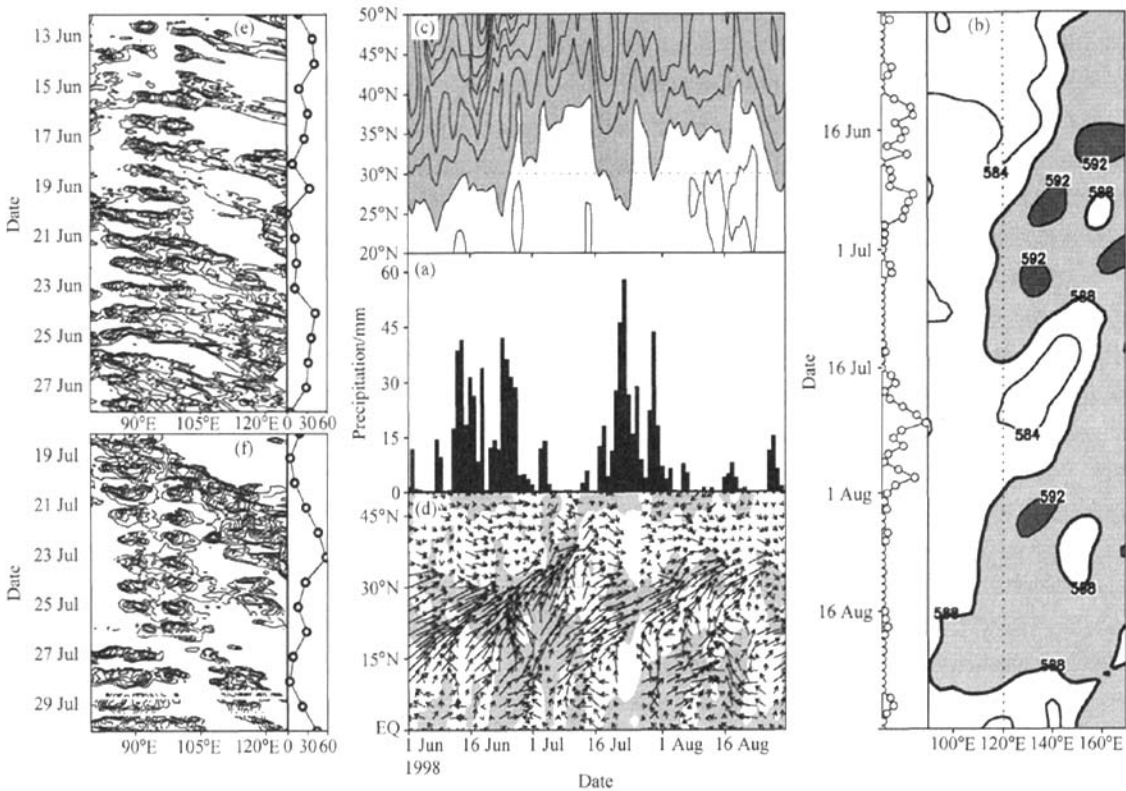 (e)
13 Jun
15 Jun
17 Jun
19 Jun
21 Jun
23 Jun
25 Jun
27 Jun
Date
90°E 105°E 120°E 0 30 60
(f)
19 Jul
21 Jul
23 Jul
25 Jul
27 Jul
29 Jul
Date
90°E 105°E 120°E 0 30 60
(c)
50°N
45°N
40°N
35°N
30°N
25°N
20°N
(a)
60
45
30
15
0
Precipitation/mm
(d)
45°N
30°N
15°N
EQ
1 Jun 16 Jun 1 Jul 16 Jul 1 Aug 16 Aug
1998
Date
(b)
16 Jun
1 Jul
16 Jul
1 Aug
16 Aug
Date
592
584
592
588
592
588
584
592
588
588
588
100°E 120°E 140°E 160°E